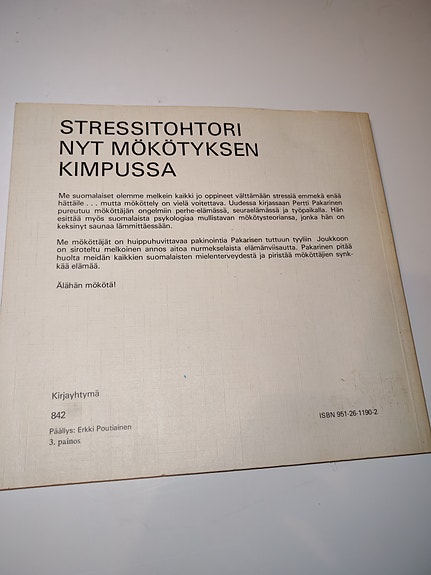 STRESSITOHTORI
NYT MÖKÖTYKSEN
KIMPUSSA
Me suomalaiset olemme melkein kaikki jo oppineet välttämään stressiä emmekä enää
hättäile . . . mutta mököttely on vielä voitettava. Uudessa kirjassaan Pertti Pakarinen
pureutuu mököttäjän ongelmiin perhe-elämässä, seuraelämässä ja työpaikalla. Hän
esittää myös suomalaista psykologiaa mullistavan mökötysteoriansa, jonka hän on
keksinyt saunaa lämmittäessään.
Me mököttäjät on huippuhuvittavaa pakinointia Pakarisen tuttuun tyyliin. Joukkoon
on siroteltu melkoinen annos aitoa nurmekselaista elämänviisautta. Pakarinen pitää
huolta meidän kaikkien suomalaisten mielenterveydestä ja piristää mököttäjien synk-
kää elämää.
Älähän mökötä!
Kirjayhtymä
842
ISBN 951-26-1190-2
Päällys: Erkki Poutiainen
3. painos